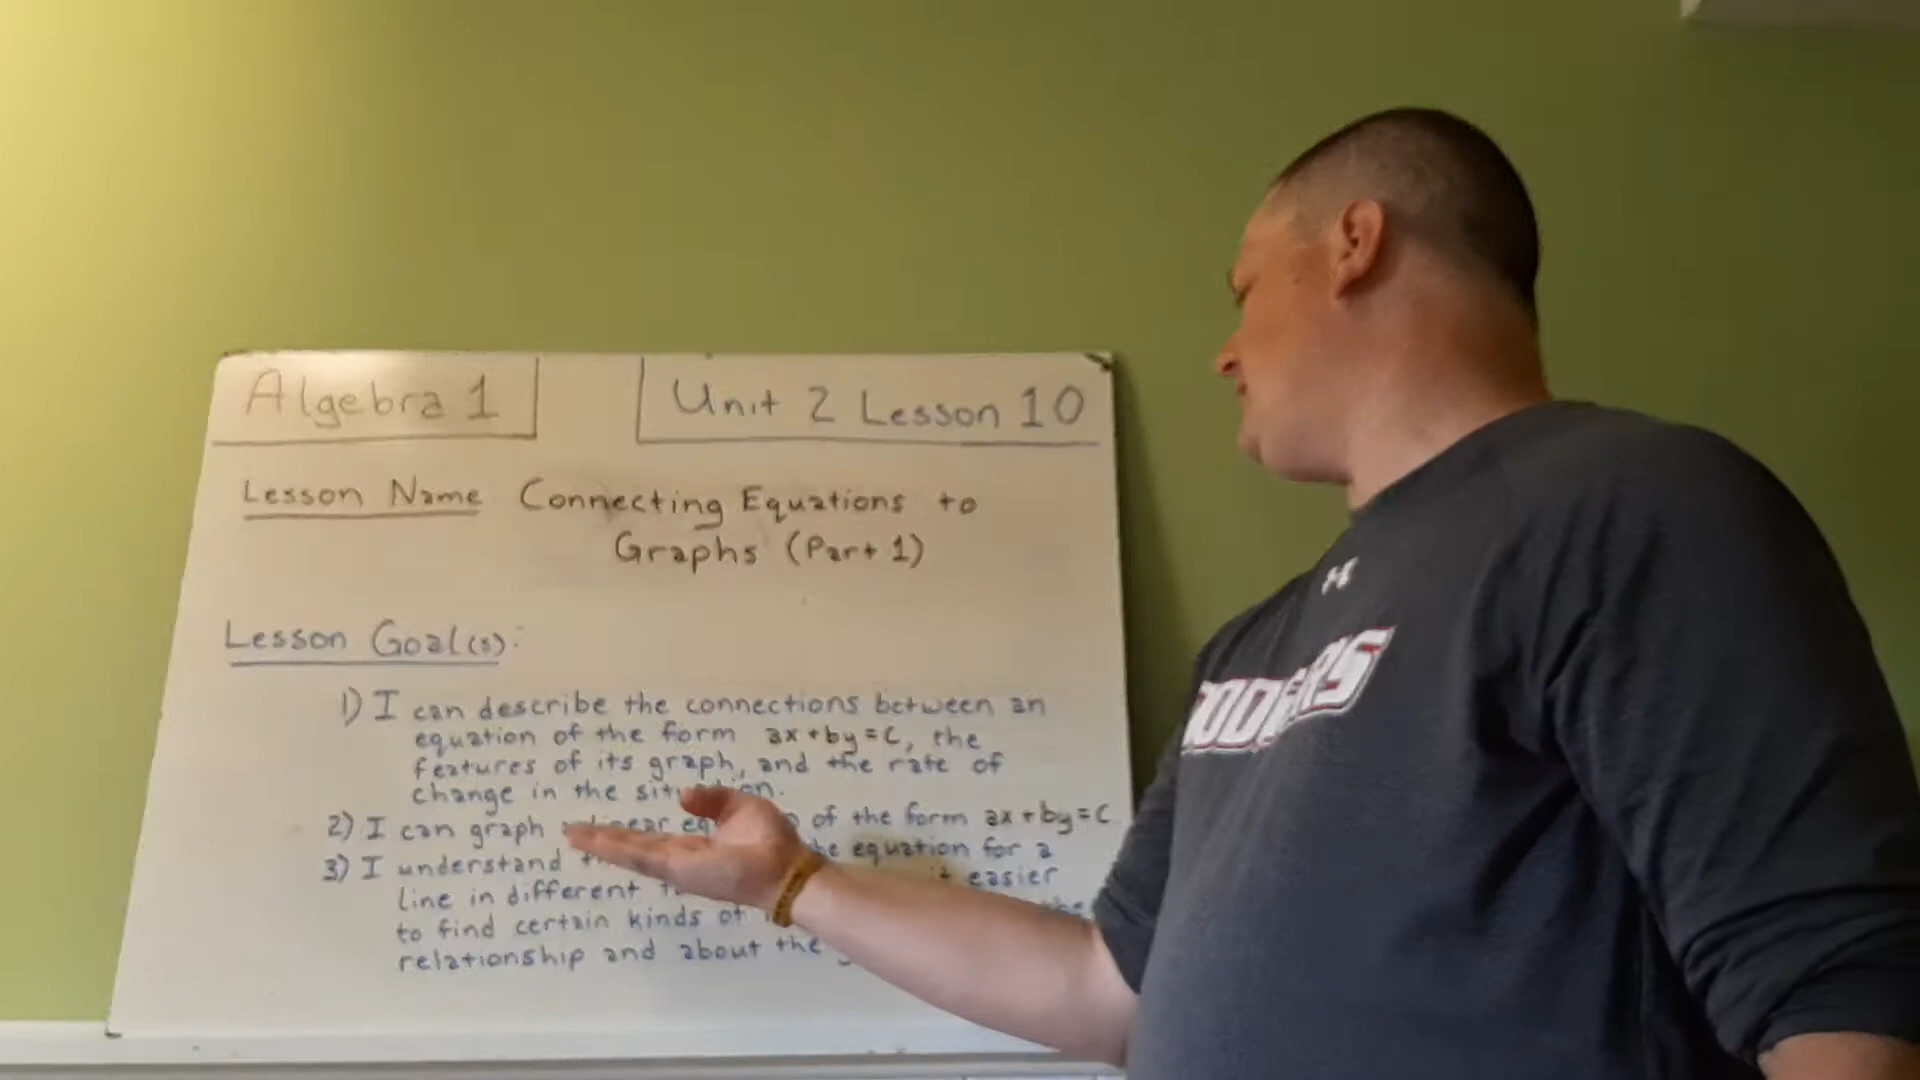 Algebra 1
Unit 2 Lesson 10
Lesson Name Connecting Equations to
Graphs (Part 1)
Lesson Goal(s):
1) I can describe the connections between an
equation of the form ax+by=c, the
features of its graph, and the rate of
change in the
2) I can graph of the form ax+by=c
3) I understand equation for a
line in different easier
to find certain kinds of the
relationship and about the